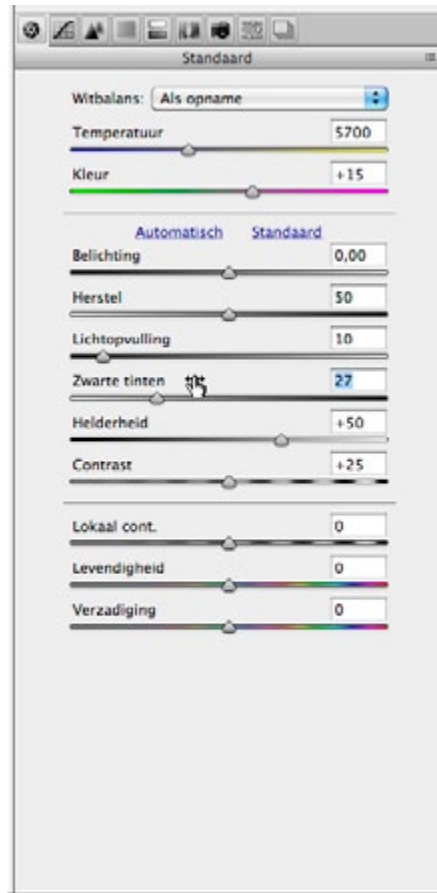 Standaard
Witbalans: Als opname
Temperatuur 5700
Kleur +15
Automatisch Standaard
Belichting 0,00
Herstel 50
Lichtopvulling 10
Zwarte tinten 27
Helderheid +50
Contrast +25
Lokaal cont. 0
Levendigheid 0
Verzadiging 0